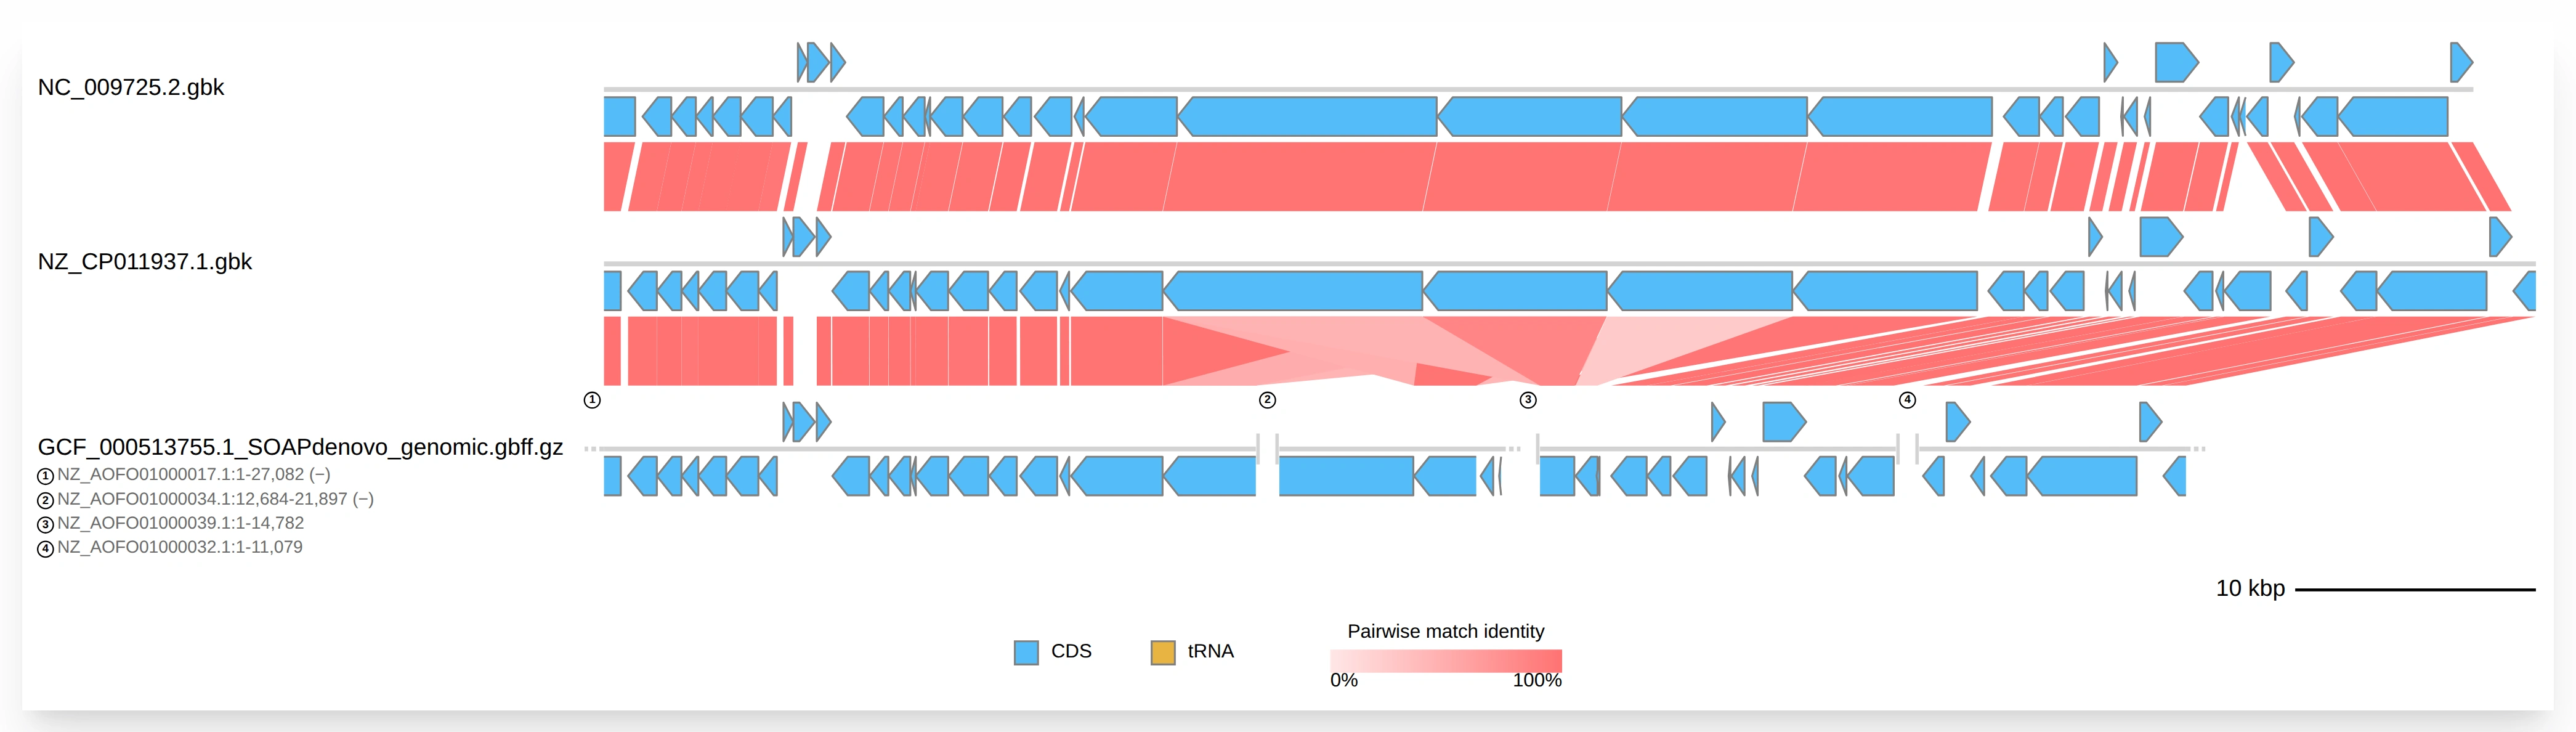 NC_009725.2.gbk
NZ_CP011937.1.gbk
1 2 3 4
GCF_000513755.1_SOAPdenovo_genomic.gbff.gz
1 NZ_AOFO01000017.1:1-27,082 (−)
2 NZ_AOFO01000034.1:12,684-21,897 (−)
3 NZ_AOFO01000039.1:1-14,782
4 NZ_AOFO01000032.1:1-11,079
10 kbp
Pairwise match identity
CDS tRNA
0% 100%